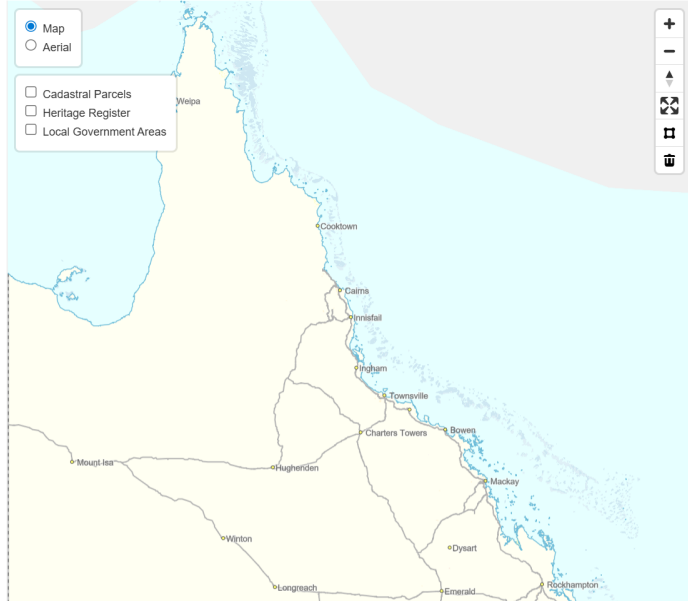 Map
Aerial
Cadastral Parcels
Heritage Register
Local Government Areas
Weipa
Cooktown
Cairns
Innisfail
Ingham
Townsville
Charters Towers
Bowen
Mount Isa
Hughenden
Mackay
Winton
Dysart
Longreach
Emerald
Rockhampton